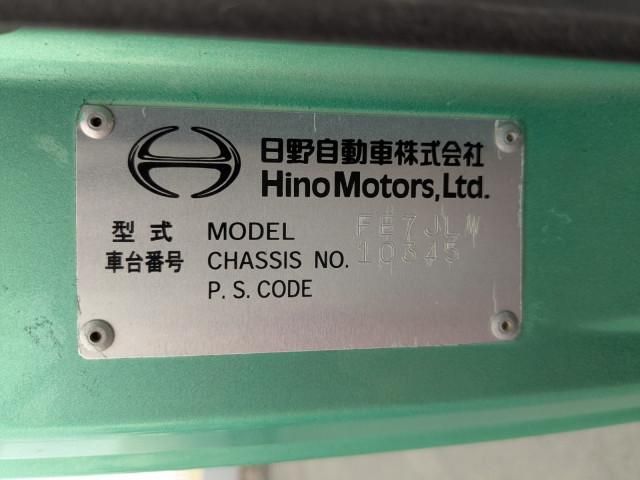 日野自動車株式会社
Hino Motors, Ltd.
型式 MODEL FE7JLW
車台番号 CHASSIS NO. 10345
P. S. CODE